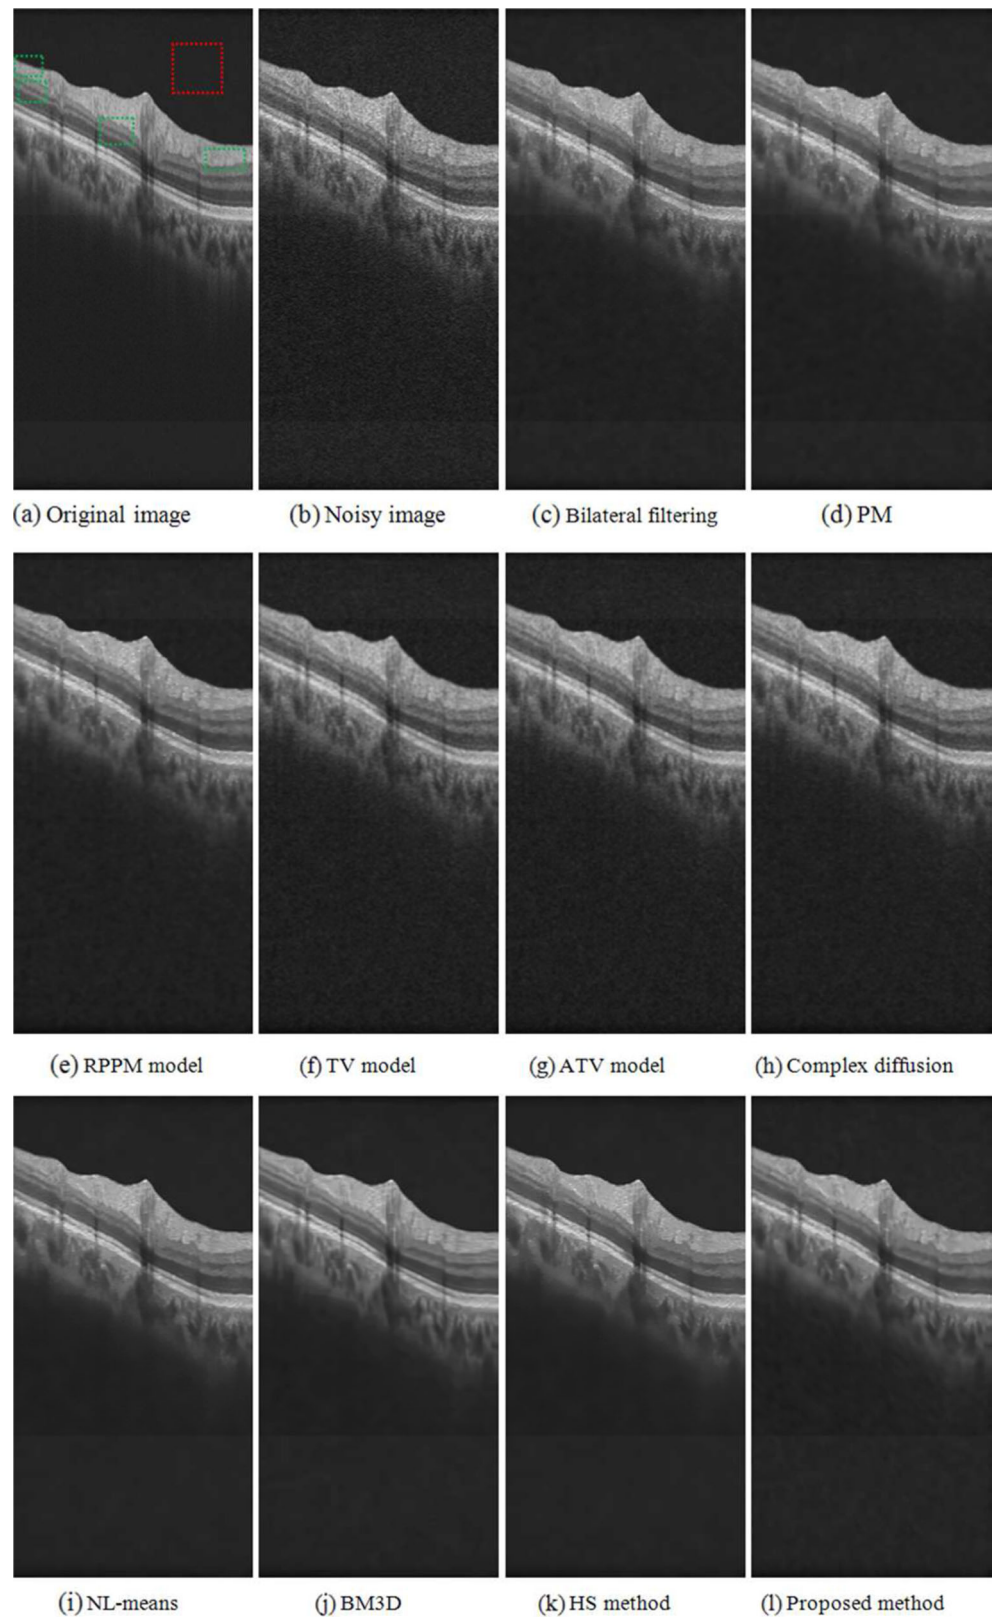 (a) Original image
(b) Noisy image
(c) Bilateral filtering
(d) PM
(e) RPPM model
(f) TV model
(g) ATV model
(h) Complex diffusion
(i) NL-means
(j) BM3D
(k) HS method
(l) Proposed method